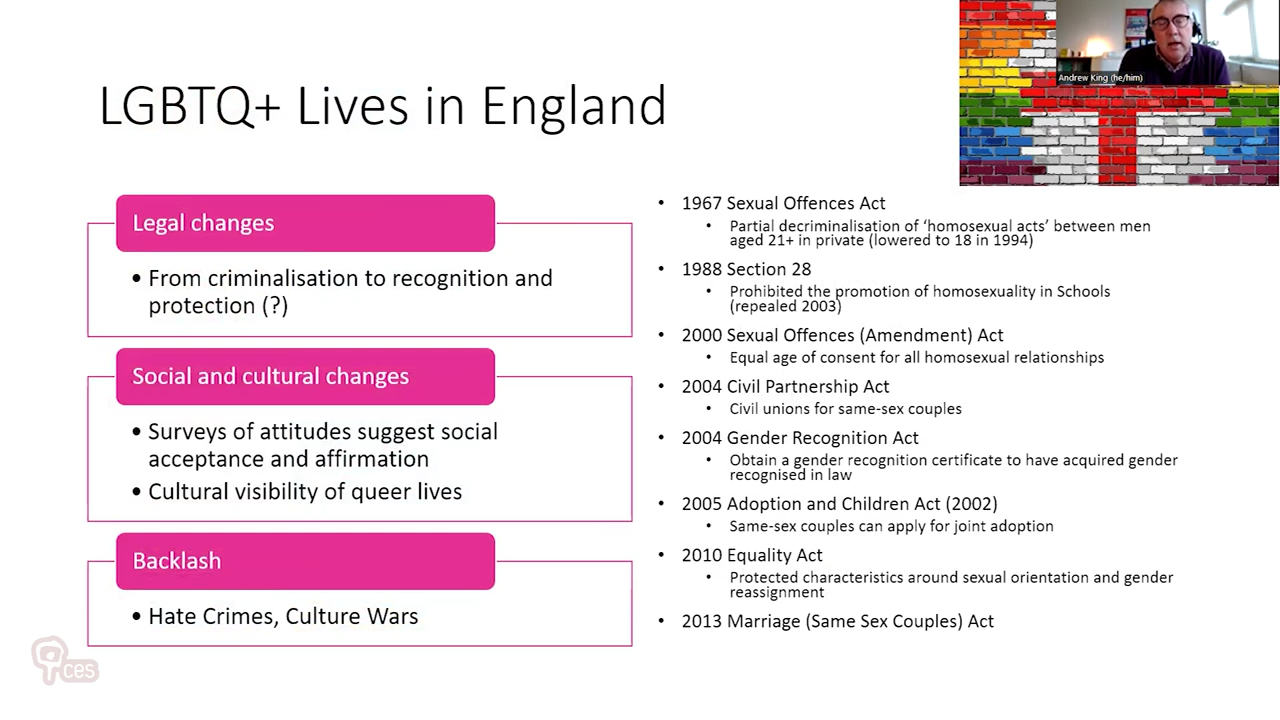 Andrew King (he/him)
LGBTQ+ Lives in England
Legal changes
• From criminalisation to recognition and
protection (?)
Social and cultural changes
• Surveys of attitudes suggest social
acceptance and affirmation
• Cultural visibility of queer lives
Backlash
• Hate Crimes, Culture Wars
• 1967 Sexual Offences Act
• Partial decriminalisation of ‘homosexual acts’ between men
aged 21+ in private (lowered to 18 in 1994)
• 1988 Section 28
• Prohibited the promotion of homosexuality in Schools
(repealed 2003)
• 2000 Sexual Offences (Amendment) Act
• Equal age of consent for all homosexual relationships
• 2004 Civil Partnership Act
• Civil unions for same-sex couples
• 2004 Gender Recognition Act
• Obtain a gender recognition certificate to have acquired gender
recognised in law
• 2005 Adoption and Children Act (2002)
• Same-sex couples can apply for joint adoption
• 2010 Equality Act
• Protected characteristics around sexual orientation and gender
reassignment
• 2013 Marriage (Same Sex Couples) Act
ces